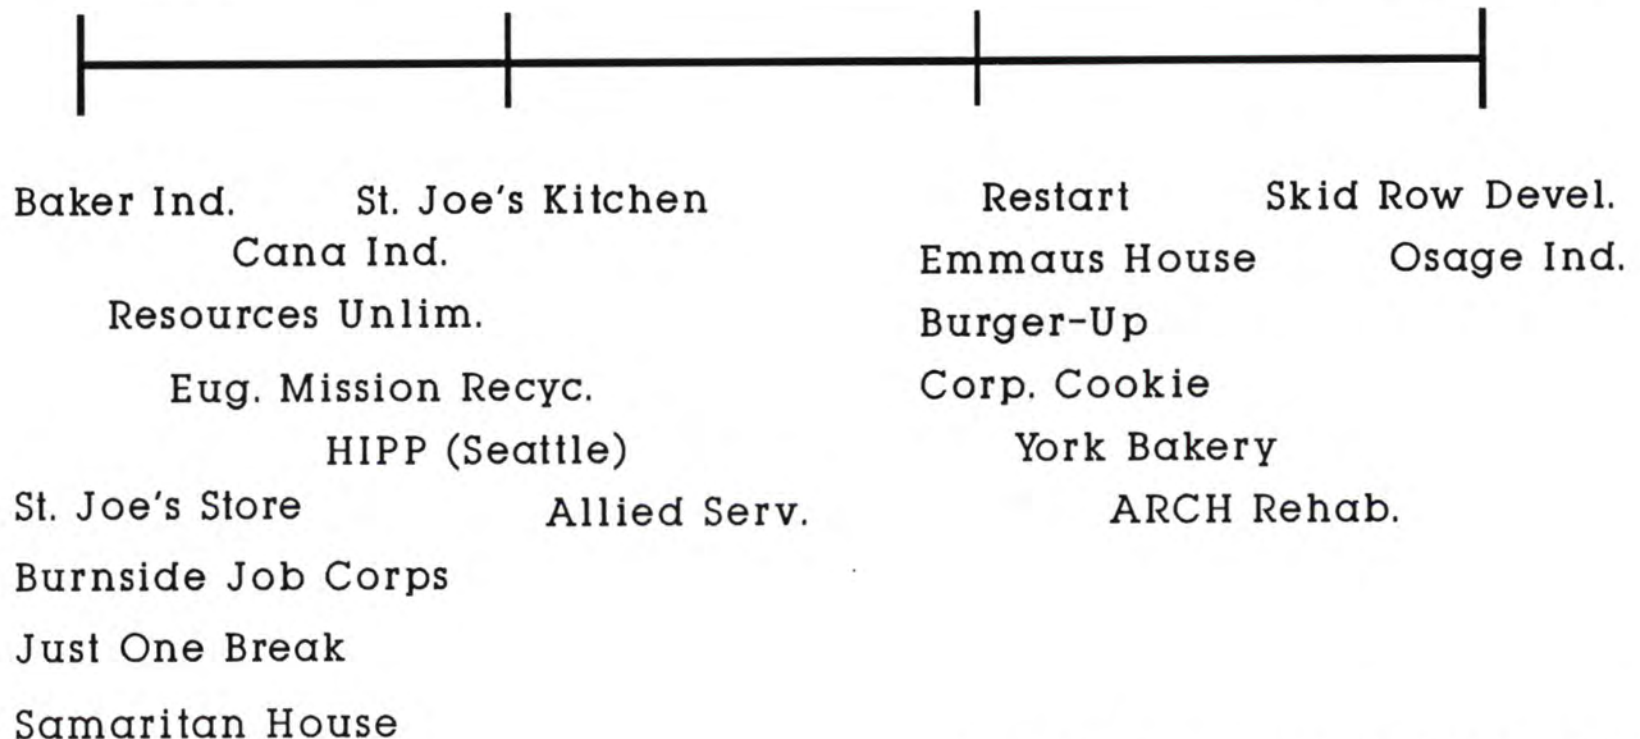 Baker Ind. St. Joe's Kitchen Restart Skid Row Devel.
Cana Ind. Emmaus House Osage Ind.
Resources Unlim. Burger-Up
Eug. Mission Recyc. Corp. Cookie
HIPP (Seattle) York Bakery
St. Joe's Store Allied Serv. ARCH Rehab.
Burnside Job Corps
Just One Break
Samaritan House